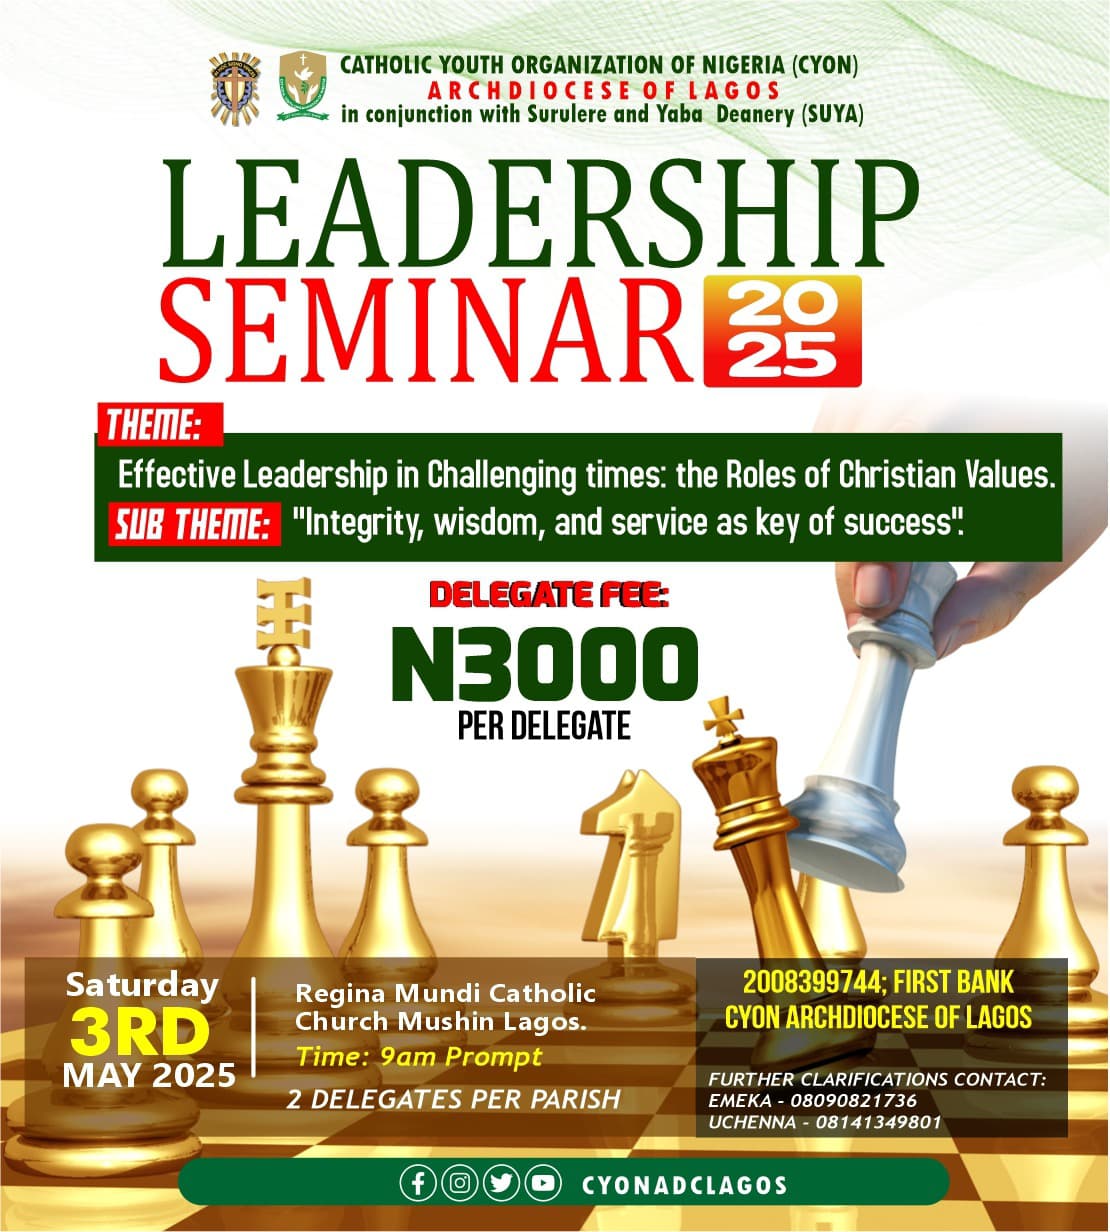 CATHOLIC YOUTH ORGANIZATION OF NIGERIA (CYON)
ARCHDIOCESE OF LAGOS
in conjunction with Surulere and Yaba Deanery (SUYA)
LEADERSHIP
SEMINAR
20
25
THEME:
Effective Leadership in Challenging times: the Roles of Christian Values.
SUB THEME: "Integrity, wisdom, and service as key of success".
DELEGATE FEE:
N3000
PER DELEGATE
Saturday
3RD
MAY 2025
Regina Mundi Catholic
Church Mushin Lagos.
Time: 9am Prompt
2 DELEGATES PER PARISH
2008399744; FIRST BANK
CYON ARCHDIOCESE OF LAGOS
FURTHER CLARIFICATIONS CONTACT:
EMEKA - 08090821736
UCHENNA - 08141349801
CYONADCLAGOS